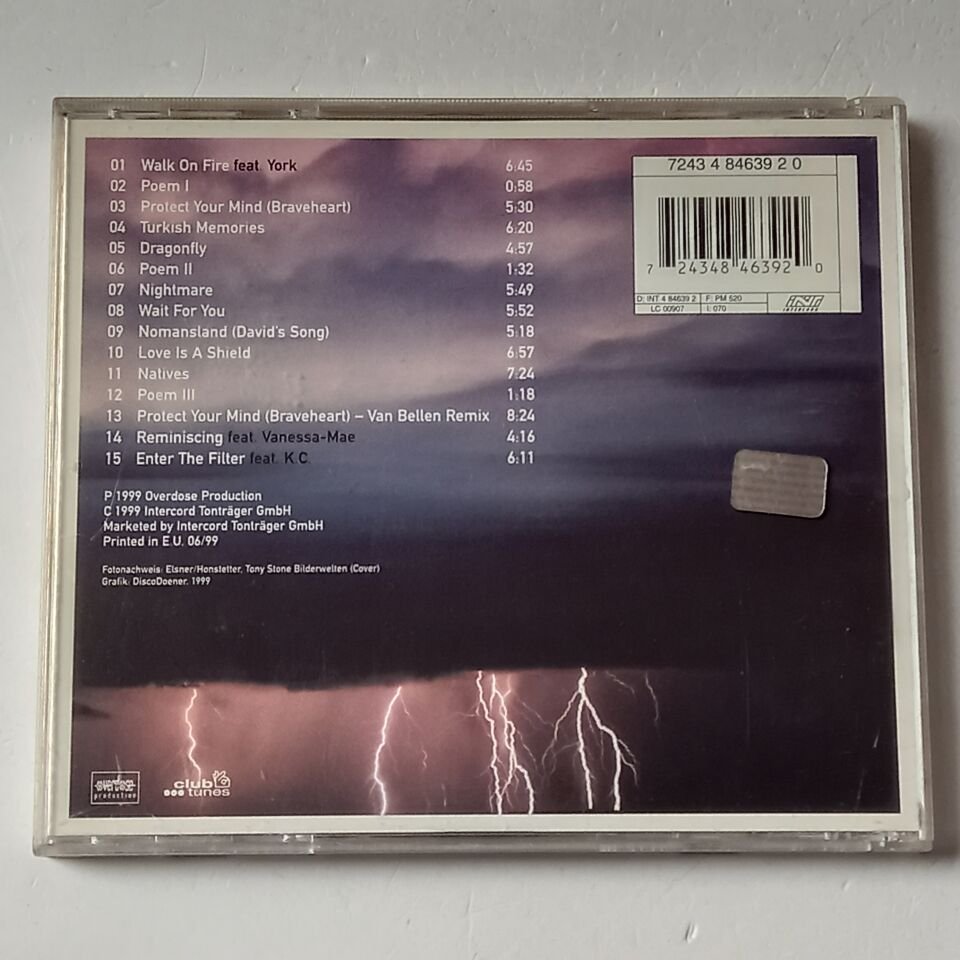 01 Walk On Fire feat. York 6:45
02 Poem I 0:58
03 Protect Your Mind (Braveheart) 5:30
04 Turkish Memories 6:20
05 Dragonfly 4:57
06 Poem II 1:32
07 Nightmare 5:49
08 Wait For You 5:52
09 Nomansland (David's Song) 5:18
10 Love Is A Shield 6:57
11 Natives 7:24
12 Poem III 1:18
13 Protect Your Mind (Braveheart) – Van Bellen Remix 8:24
14 Reminiscing feat. Vanessa-Mae 4:16
15 Enter The Filter feat. K.C. 6:11
P 1999 Overdose Production
C 1999 Intercord Tonträger GmbH
Marketed by Intercord Tonträger GmbH
Printed in E.U. 06/99
Fotonachweis: Elsner/Honstetter, Tony Stone Bilderwelten (Cover)
Grafik: DiscoDoener. 1999
7243 4 84639 2 0
7 24348 46392 0
D: INT 4 84639 2 F: PM 520
LC 00907 I: 070
INT
INTERCORD
overdose
production
club
tunes